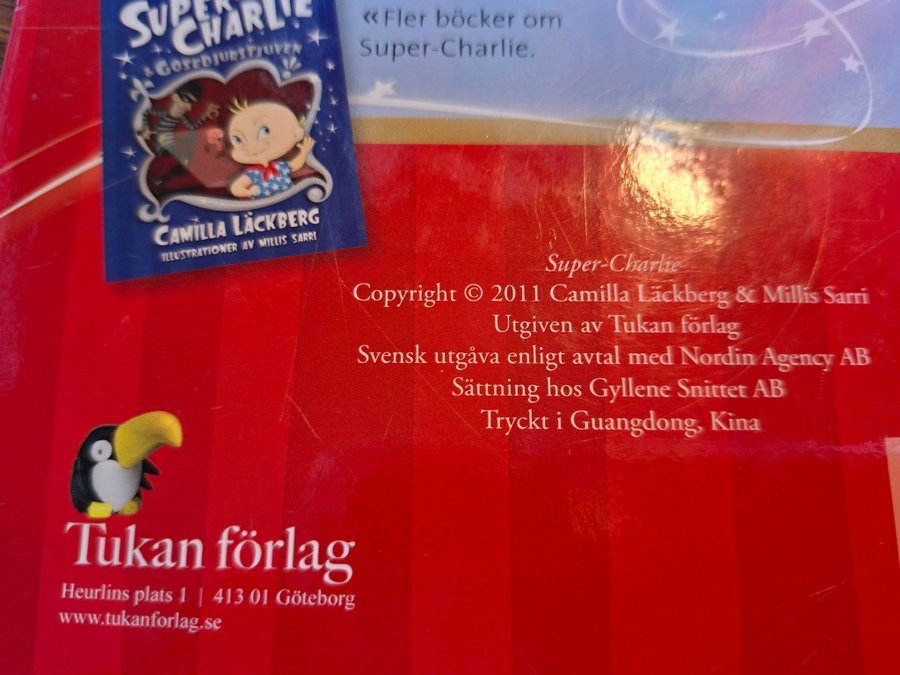 SUPER
CHARLIE
& GOSEDJURSTJUVEN
CAMILLA LÄCKBERG
ILLUSTRATIONER AV MILLIS SARRI
«Fler böcker om
Super-Charlie.
Super-Charlie
Copyright © 2011 Camilla Läckberg & Millis Sarri
Utgiven av Tukan förlag
Svensk utgåva enligt avtal med Nordin Agency AB
Sättning hos Gyllene Snittet AB
Tryckt i Guangdong, Kina
Tukan förlag
Heurlins plats 1 | 413 01 Göteborg
www.tukanforlag.se